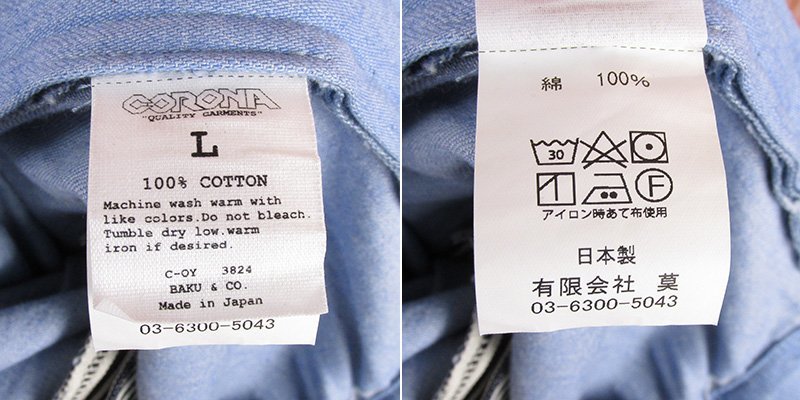 CORONA
"QUALITY GARMENTS"
L
100% COTTON
Machine wash warm with
like colors.Do not bleach.
Tumble dry low.warm
iron if desired.
C-OY 3824
BAKU & CO.
Made in Japan
03-6300-5043
綿 100%
30
F
アイロン時あて布使用
日本製
有限会社 莫
03-6300-5043